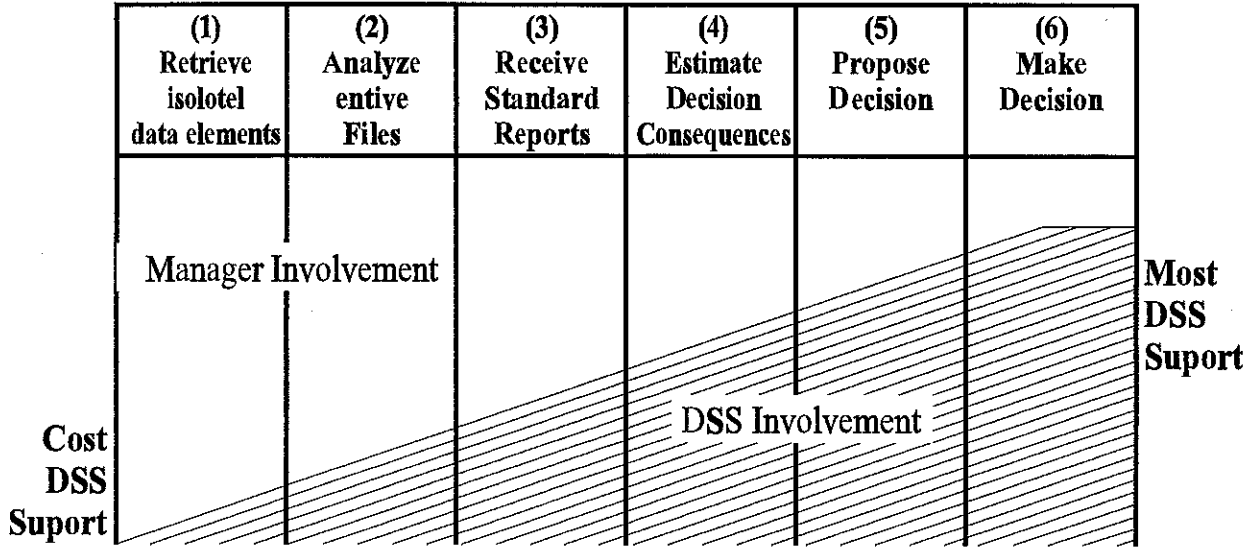 (1)
Retrieve
isolotel
data elements
(2)
Analyze
entive
Files
(3)
Receive
Standard
Reports
(4)
Estimate
Decision
Consequences
(5)
Propose
Decision
(6)
Make
Decision
Manager Involvement
Most
DSS
Suport
DSS Involvement
Cost
DSS
Suport